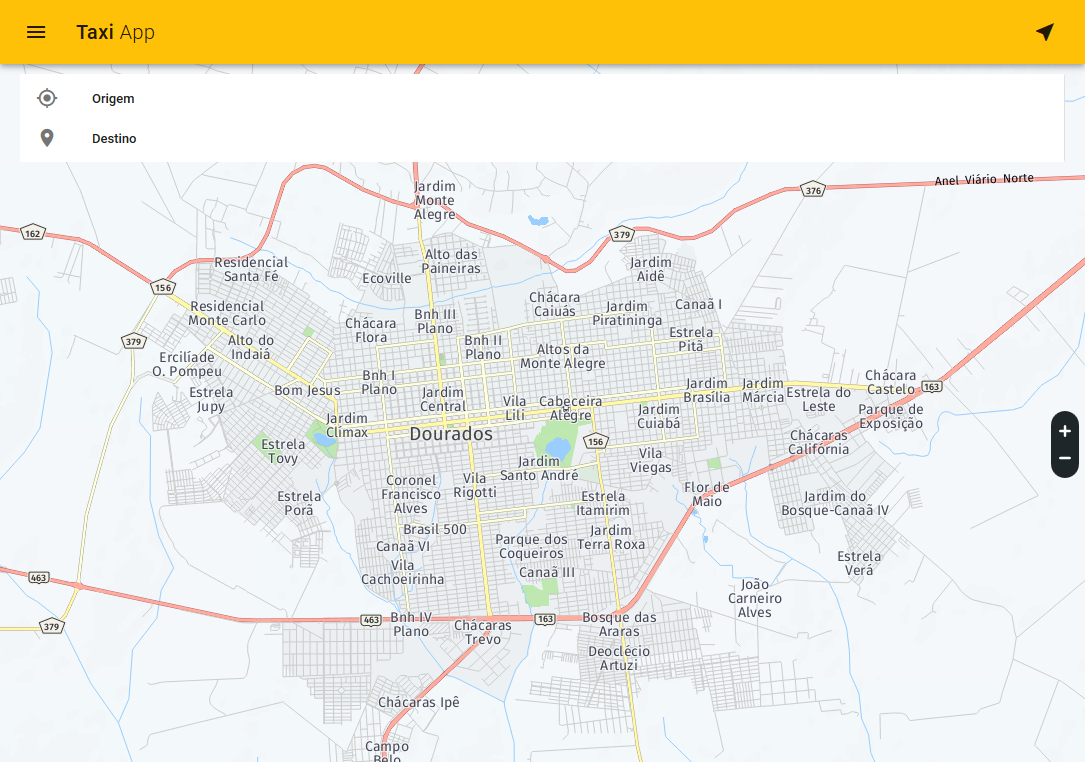 Taxi App
Origem
Destino
Jardim
Monte
Alegre
376
Anel Viário Norte
162
379
Alto das
Paineiras
Residencial
Santa Fé
Ecoville
Jardim
Aidê
156
Residencial
Monte Carlo
Chácara
Caiuás
Jardim
Piratininga
Canaã I
Bnh III
Plano
Chácara
Flora
379
Alto do
Indaiá
Bnh II
Plano
Altos da
Monte Alegre
Estrela
Pitã
Ercilíade
O. Pompeu
Bnh I
Plano
Bom Jesus
Estrela
Jupy
Jardim
Central
Vila
Lili
Cabeceira
Alegre
Jardim
Brasília
Jardim
Márcia
Estrela do
Leste
Chácara
Castelo
163
Parque de
Exposição
Jardim
Clímax
Dourados
Jardim
Cuiabá
156
Chácaras
Califórnia
Estrela
Tovy
Jardim
Santo André
Vila
Viegas
Coronel
Francisco
Alves
Vila
Rigotti
Estrela
Porã
Estrela
Itamirim
Flor de
Maio
Jardim do
Bosque-Canaã IV
Brasil 500
Canaã VI
Parque dos
Coqueiros
Jardim
Terra Roxa
Vila
Cachoeirinha
Canaã III
Estrela
Verá
463
João
Carneiro
Alves
379
463
Bnh IV
Plano
Chácaras
Trevo
163
Bosque das
Araras
Deoclécio
Artuzi
Chácaras Ipê
Campo
Belo